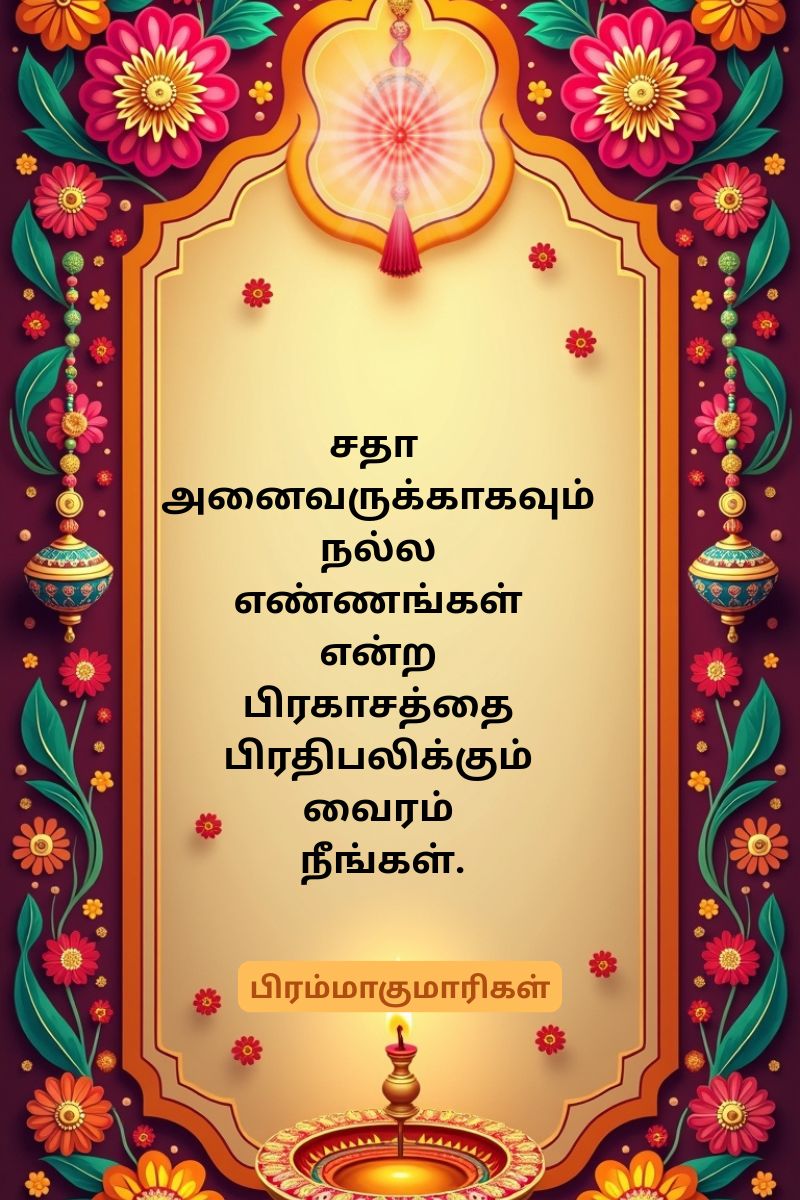 சதா
அனைவருக்காகவும்
நல்ல
எண்ணங்கள்
என்ற
பிரகாசத்தை
பிரதிபலிக்கும்
வைரம்
நீங்கள்.
பிரம்மாகுமாரிகள்